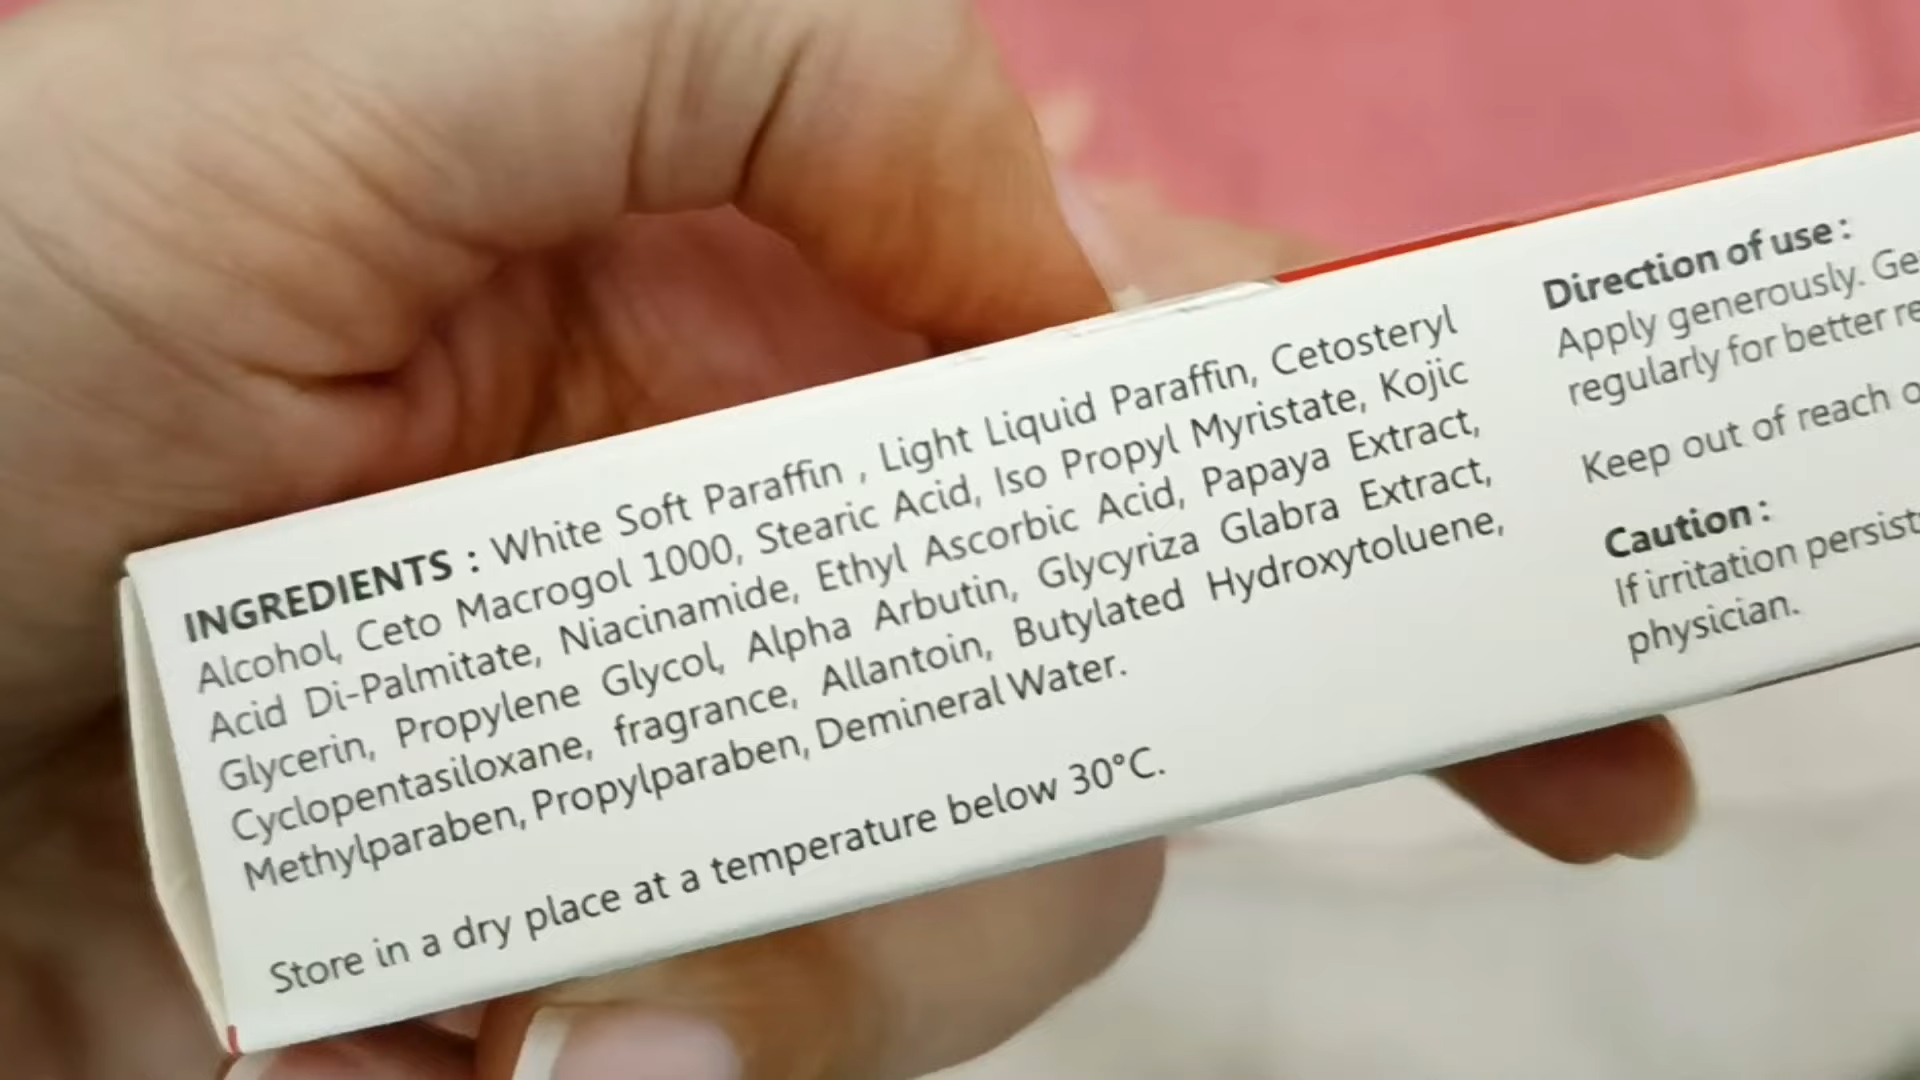 INGREDIENTS : White Soft Paraffin , Light Liquid Paraffin, Cetosteryl
Alcohol, Ceto Macrogol 1000, Stearic Acid, Iso Propyl Myristate, Kojic
Acid Di-Palmitate, Niacinamide, Ethyl Ascorbic Acid, Papaya Extract,
Glycerin, Propylene Glycol, Alpha Arbutin, Glycyriza Glabra Extract,
Cyclopentasiloxane, fragrance, Allantoin, Butylated Hydroxytoluene,
Methylparaben, Propylparaben, Demineral Water.
Store in a dry place at a temperature below 30°C.
Direction of use :
Apply generously.
regularly for better
Keep out of reach
Caution :
If irritation
physician.